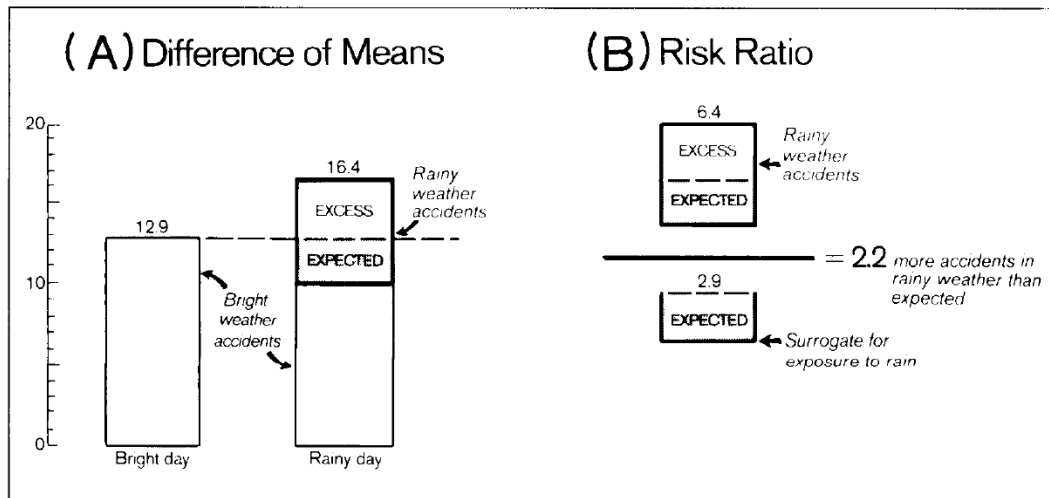 (A) Difference of Means
20
10
0
12.9
Bright day
16.4
EXCESS
EXPECTED
Rainy day
Rainy
weather
accidents
Bright
weather
accidents
(B) Risk Ratio
6.4
EXCESS
EXPECTED
Rainy
weather
accidents
= 2.2 more accidents in
rainy weather than
expected
2.9
EXPECTED
Surrogate for
exposure to rain